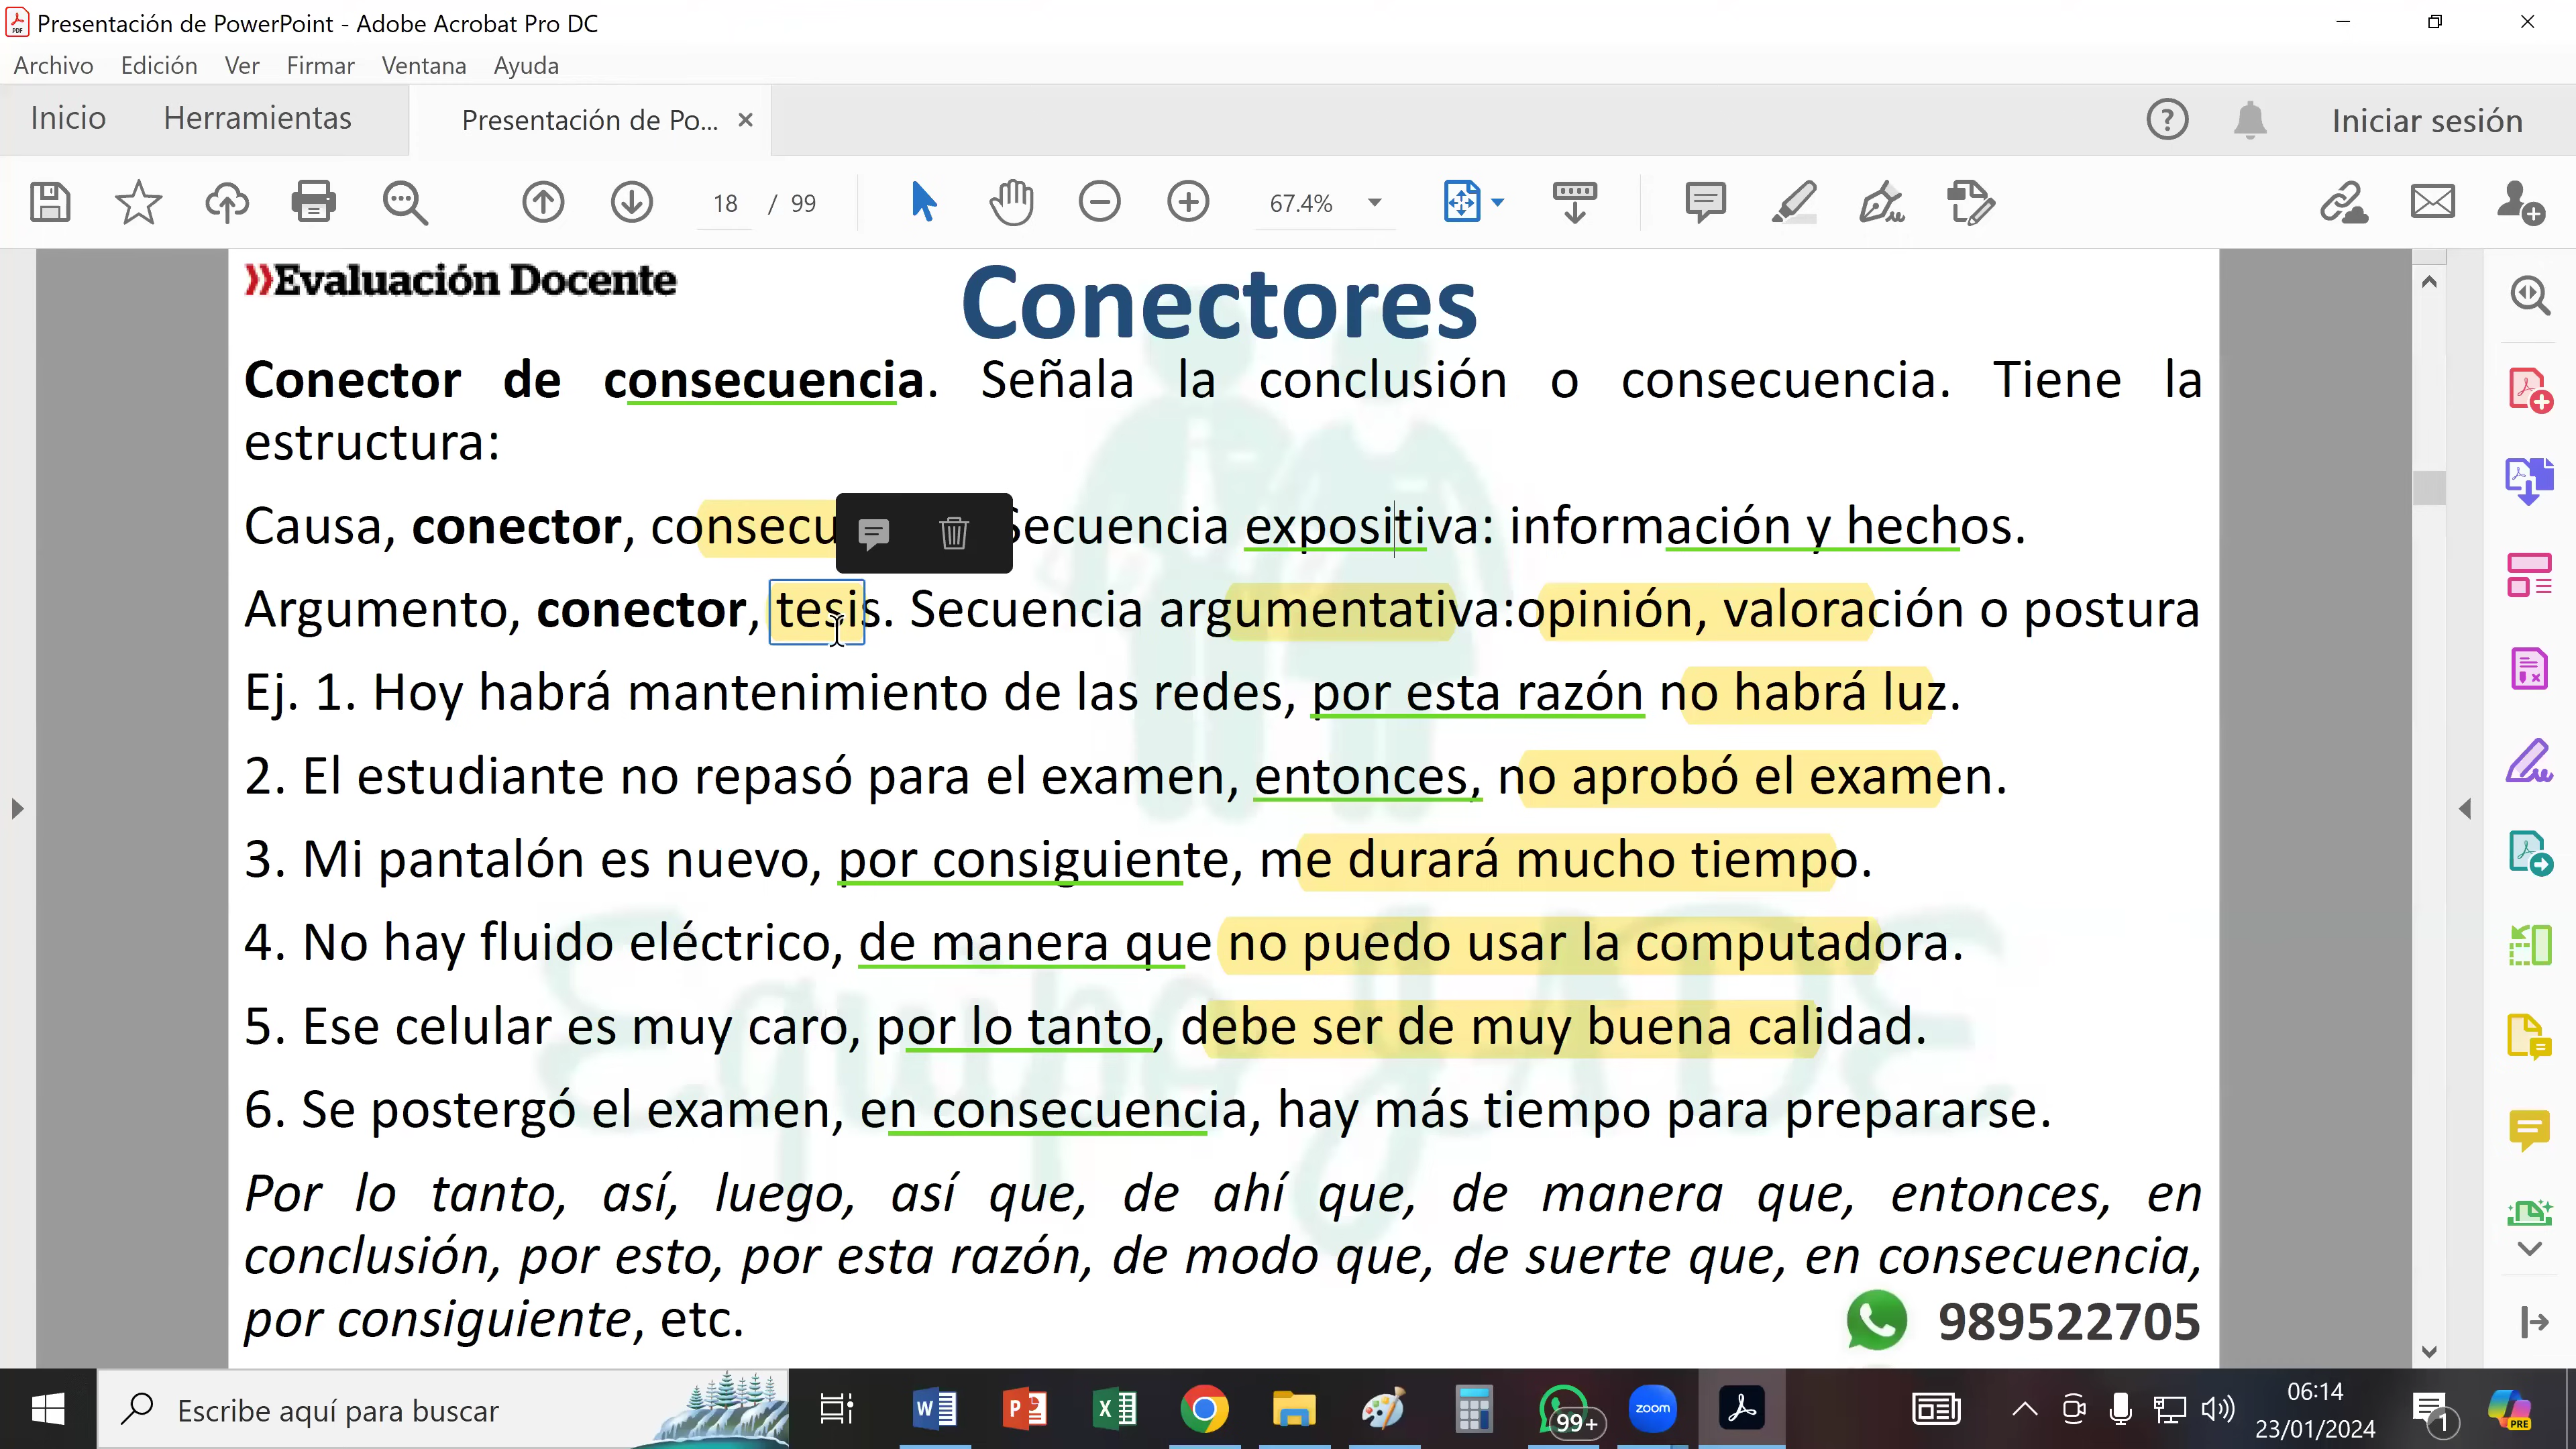 Presentación de PowerPoint - Adobe Acrobat Pro DC
Archivo Edición Ver Firmar Ventana Ayuda
Inicio Herramientas Presentación de Po... × Iniciar sesión
18 / 99 67.4%
Evaluación Docente
Conectores
Conector de consecuencia. Señala la conclusión o consecuencia. Tiene la
estructura:
Causa, conector, consecu Secuencia expositiva: información y hechos.
Argumento, conector, tesis. Secuencia argumentativa:opinión, valoración o postura
Ej. 1. Hoy habrá mantenimiento de las redes, por esta razón no habrá luz.
2. El estudiante no repasó para el examen, entonces, no aprobó el examen.
3. Mi pantalón es nuevo, por consiguiente, me durará mucho tiempo.
4. No hay fluido eléctrico, de manera que no puedo usar la computadora.
5. Ese celular es muy caro, por lo tanto, debe ser de muy buena calidad.
6. Se postergó el examen, en consecuencia, hay más tiempo para prepararse.
Por lo tanto, así, luego, así que, de ahí que, de manera que, entonces, en
conclusión, por esto, por esta razón, de modo que, de suerte que, en consecuencia,
por consiguiente, etc.
989522705
Equipo JADE
Escribe aquí para buscar
99+
zoom
06:14
23/01/2024
1
PRE